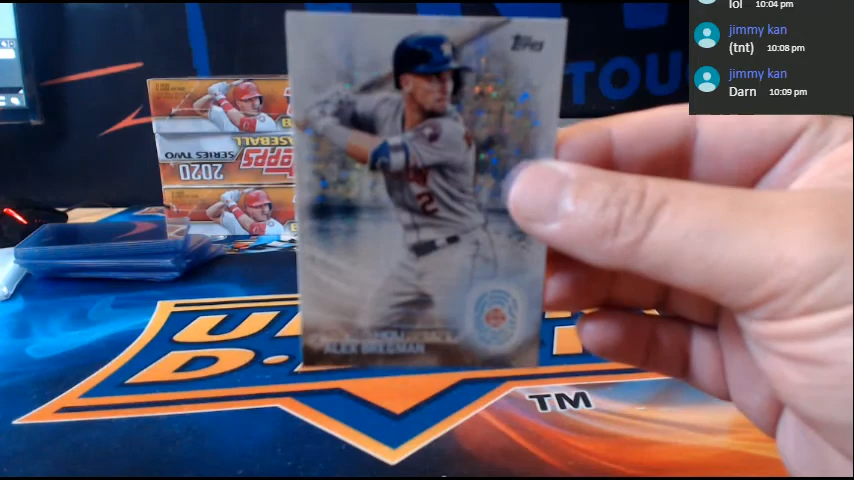 lol 10:04 pm
jimmy kan
(tnt) 10:08 pm
jimmy kan
Darn 10:09 pm
Topps
TOU
BASEBALL
SERIES TWO
Topps
2020
2
ALEX BREGMAN
U
D
TM